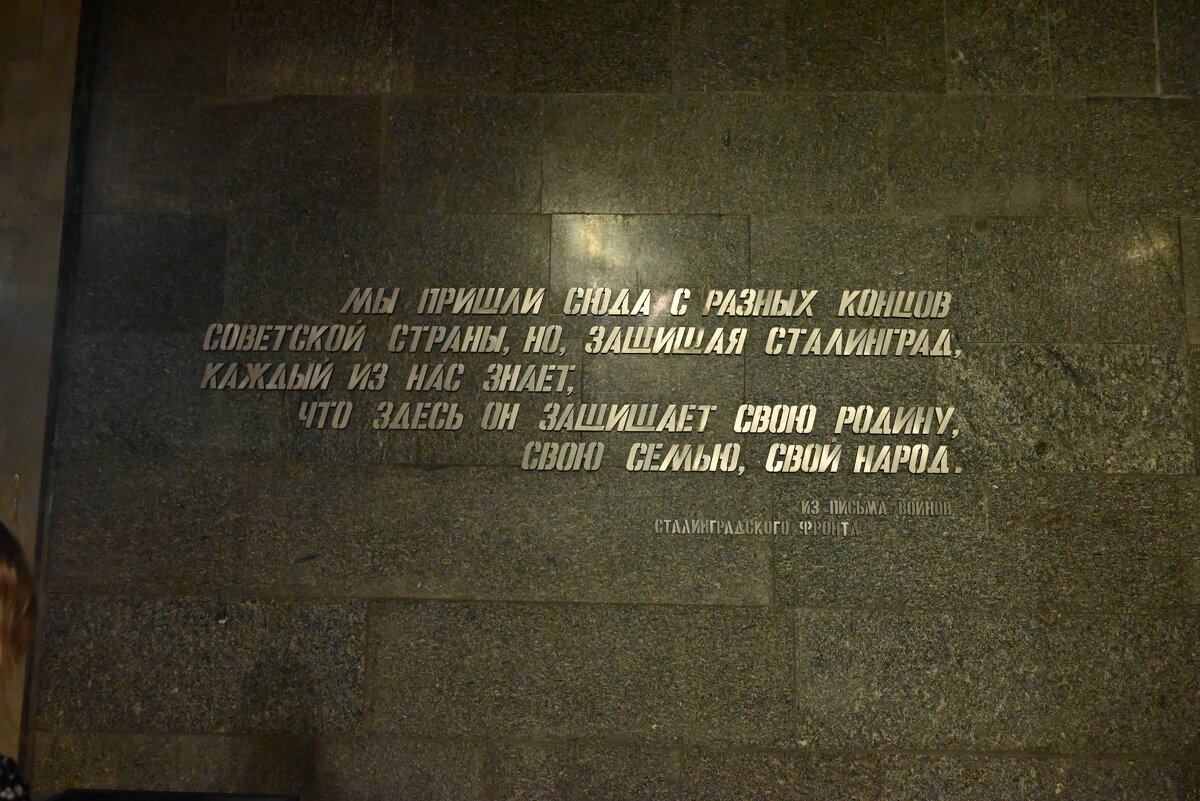 МЫ ПРИШЛИ СЮДА С РАЗНЫХ КОНЦОВ
СОВЕТСКОЙ СТРАНЫ, НО, ЗАЩИЩАЯ СТАЛИНГРАД,
КАЖДЫЙ ИЗ НАС ЗНАЕТ,
ЧТО ЗДЕСЬ ОН ЗАЩИЩАЕТ СВОЮ РОДИНУ,
СВОЮ СЕМЬЮ, СВОЙ НАРОД.
ИЗ ПИСЬМА ВОИНОВ
СТАЛИНГРАДСКОГО ФРОНТА